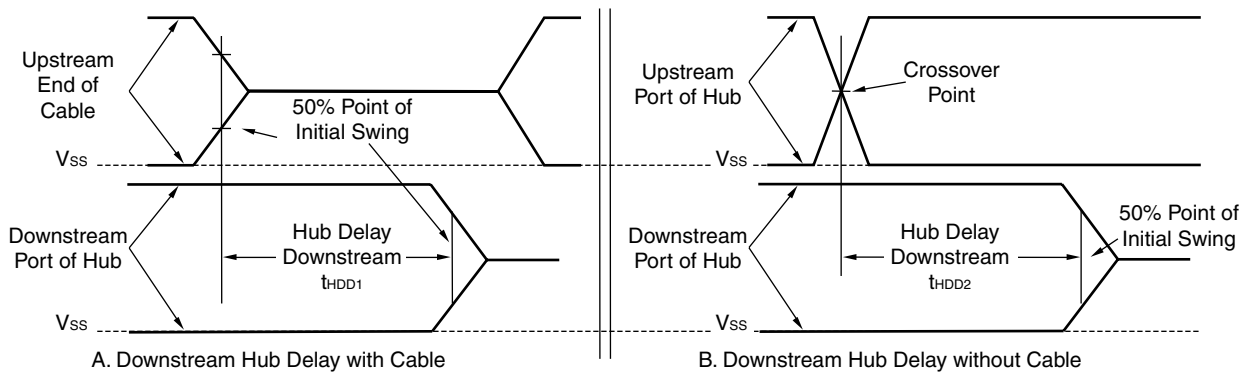 Upstream
End of
Cable
50% Point of
Initial Swing
VSS
Downstream
Port of Hub
Hub Delay
Downstream
tHDD1
VSS
A. Downstream Hub Delay with Cable
Upstream
Port of Hub
Crossover
Point
VSS
Downstream
Port of Hub
Hub Delay
Downstream
tHDD2
50% Point of
Initial Swing
VSS
B. Downstream Hub Delay without Cable